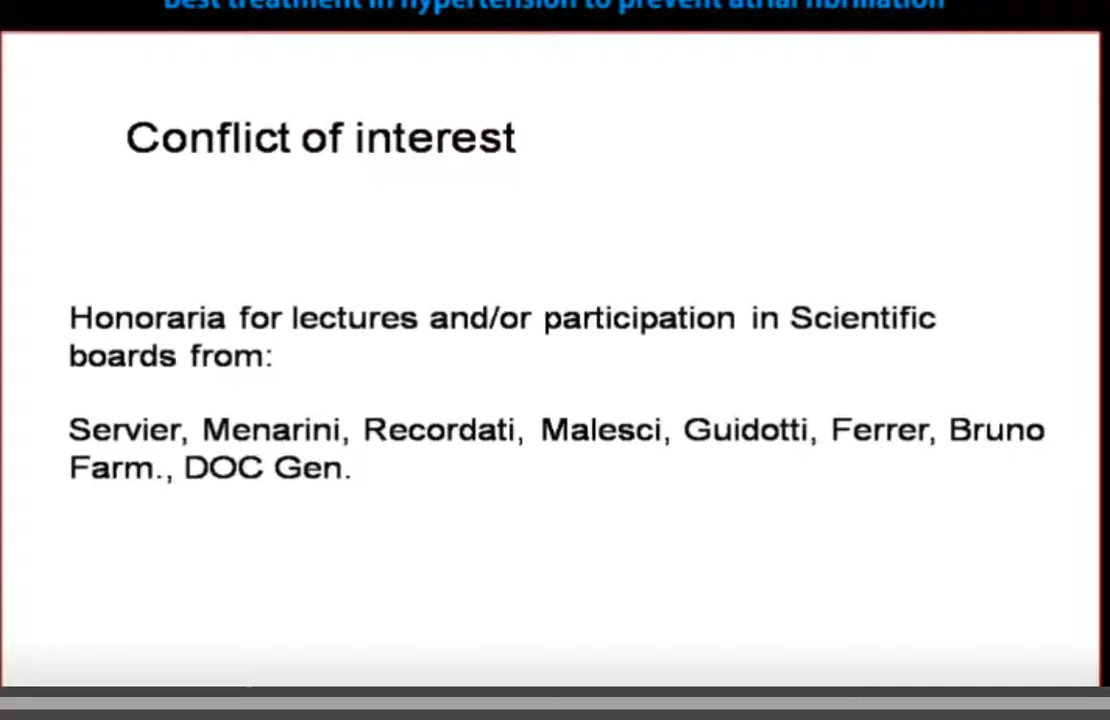 Best treatment in hypertension to prevent atrial fibrillation
Conflict of interest
Honoraria for lectures and/or participation in Scientific
boards from:
Servier, Menarini, Recordati, Malesci, Guidotti, Ferrer, Bruno
Farm., DOC Gen.